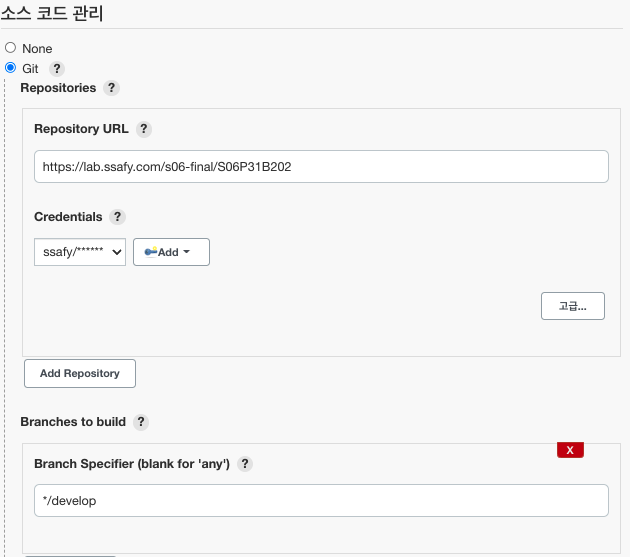 소스 코드 관리
None
Git ?
Repositories ?
Repository URL ?
https://lab.ssafy.com/s06-final/S06P31B202
Credentials ?
ssafy/****** Add
고급...
Add Repository
Branches to build ?
X
Branch Specifier (blank for 'any') ?
*/develop